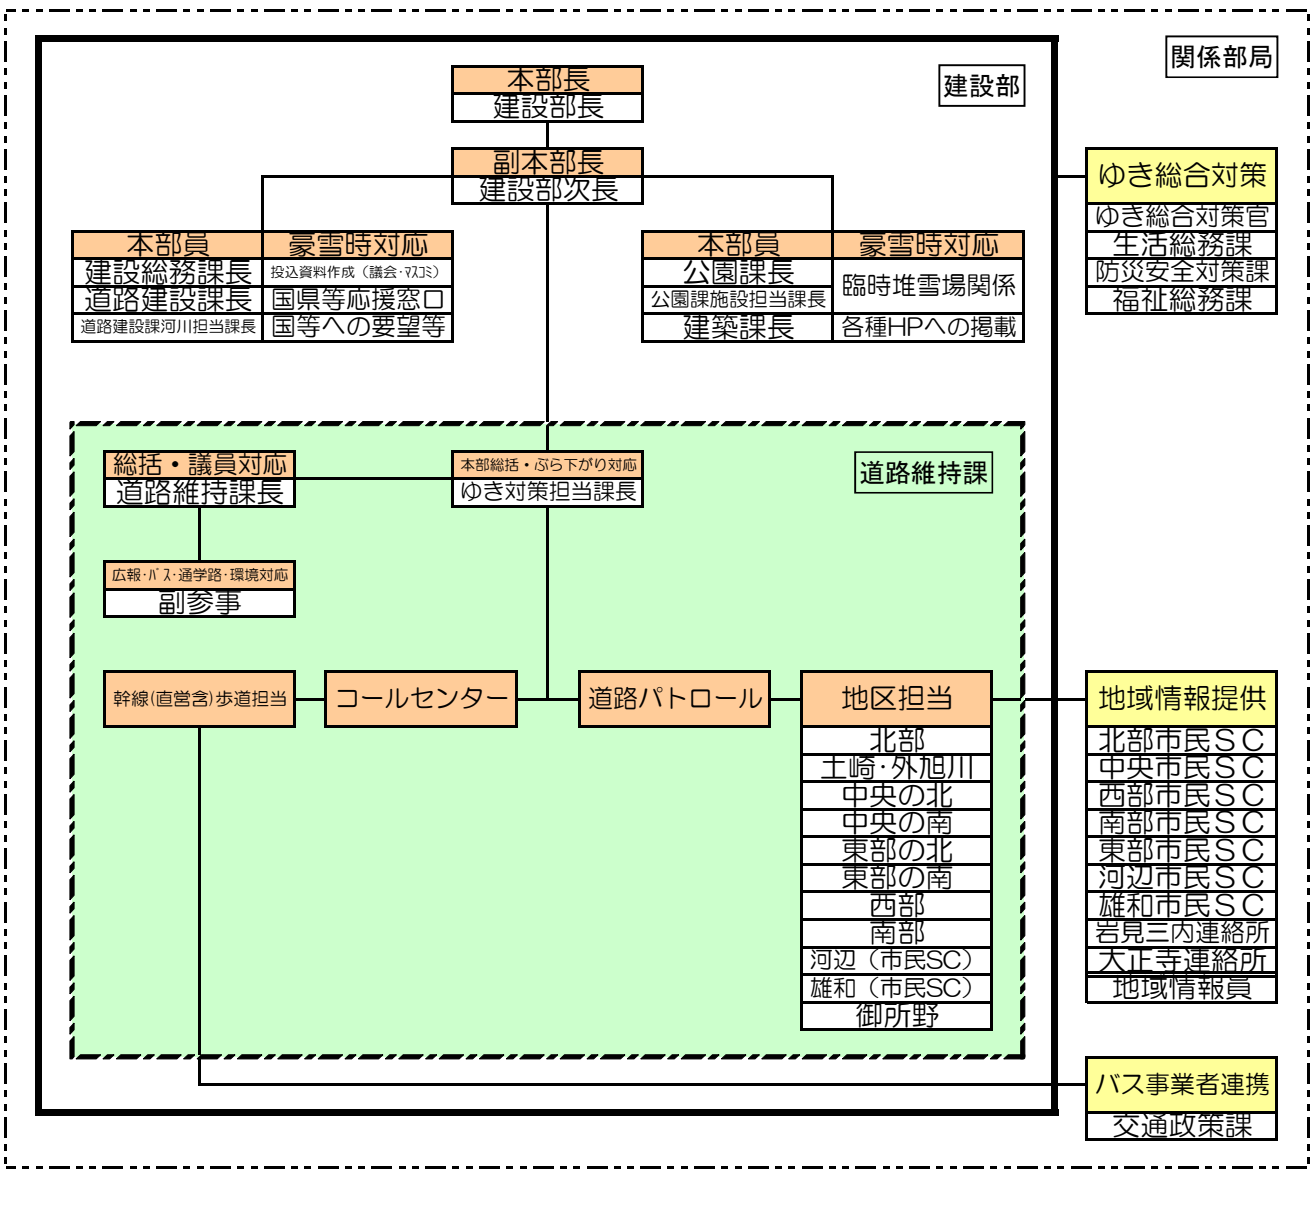 関係部局
建設部
本部長
建設部長
副本部長
建設部次長
本部員 豪雪時対応
建設総務課長 投込資料作成（議会・ﾏｽｺﾐ）
道路建設課長 国県等応援窓口
道路建設課河川担当課長 国等への要望等
本部員 豪雪時対応
公園課長 臨時堆雪場関係
公園課施設担当課長
建築課長 各種HPへの掲載
ゆき総合対策
ゆき総合対策官
生活総務課
防災安全対策課
福祉総務課
道路維持課
総括・議員対応
道路維持課長
本部総括・ぶら下がり対応
ゆき対策担当課長
広報・ﾊﾞｽ・通学路・環境対応
副参事
幹線(直営含)歩道担当
コールセンター
道路パトロール
地区担当
北部
土崎・外旭川
中央の北
中央の南
東部の北
東部の南
西部
南部
河辺（市民SC）
雄和（市民SC）
御所野
地域情報提供
北部市民ＳＣ
中央市民ＳＣ
西部市民ＳＣ
南部市民ＳＣ
東部市民ＳＣ
河辺市民ＳＣ
雄和市民ＳＣ
岩見三内連絡所
大正寺連絡所
地域情報員
バス事業者連携
交通政策課